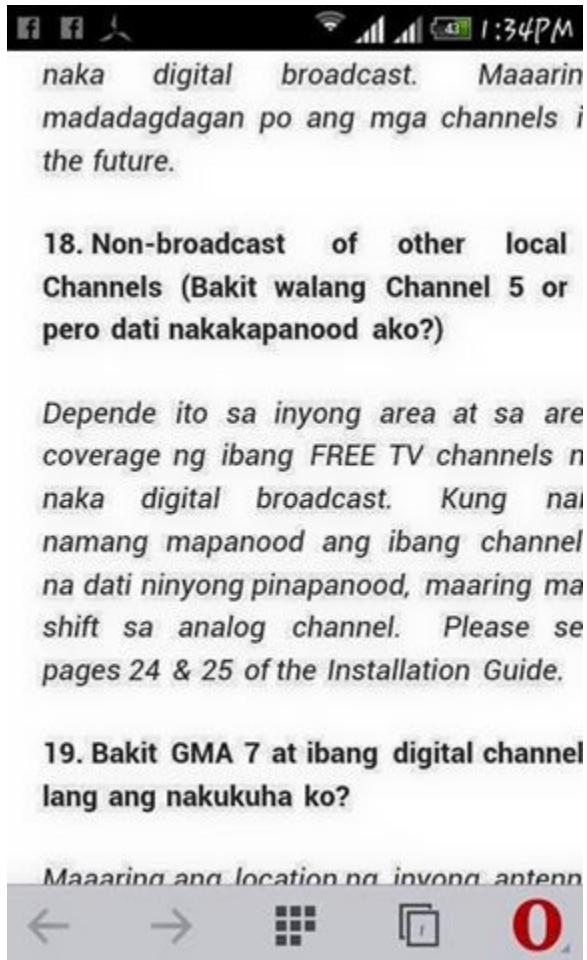 43 1:34PM
naka digital broadcast. Maaarin
madadagdagan po ang mga channels i
the future.
18. Non-broadcast of other local
Channels (Bakit walang Channel 5 or
pero dati nakakapanood ako?)
Depende ito sa inyong area at sa are
coverage ng ibang FREE TV channels n
naka digital broadcast. Kung nai
namang mapanood ang ibang channel
na dati ninyong pinapanood, maaring ma
shift sa analog channel. Please se
pages 24 & 25 of the Installation Guide.
19. Bakit GMA 7 at ibang digital channel
lang ang nakukuha ko?
Maaaring ang location ng inyong antenn